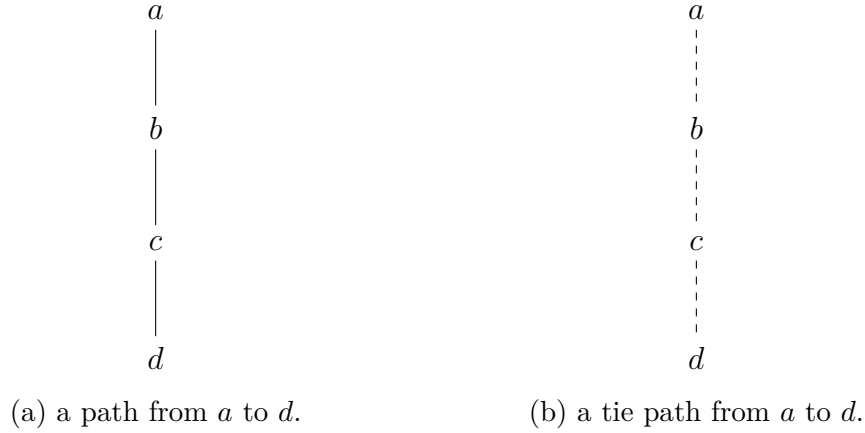 a a
b b
c c
d d
(a) a path from a to d. (b) a tie path from a to d.